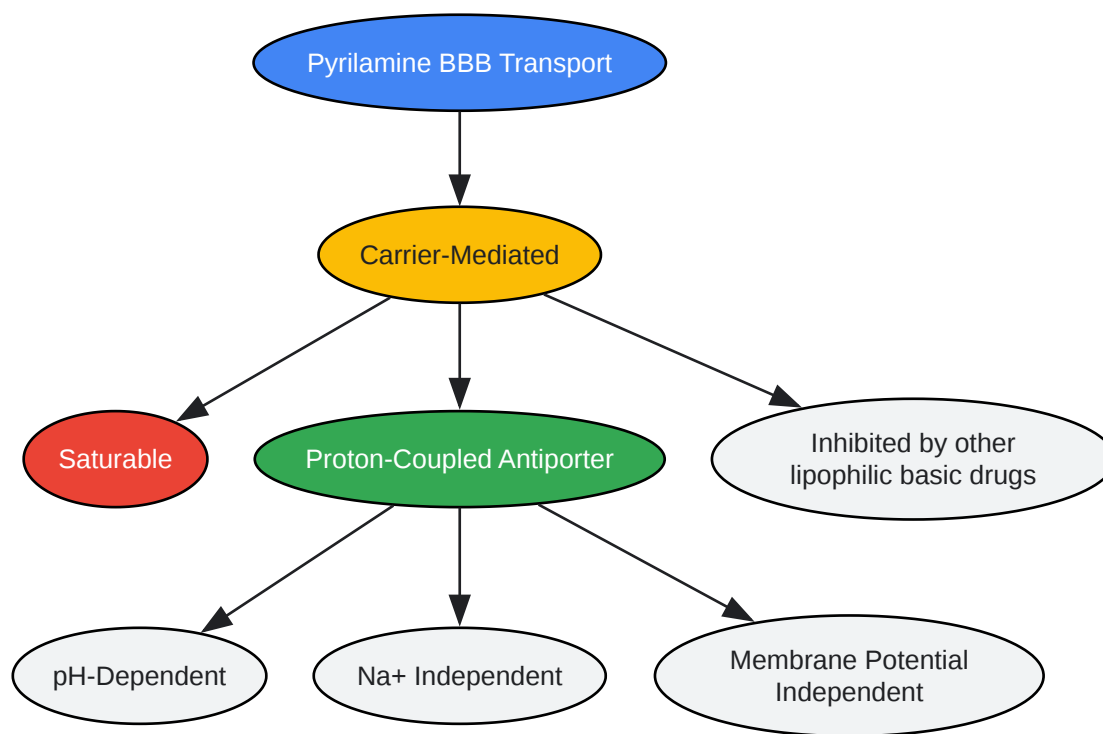 Pyrilamine BBB Transport
Carrier-Mediated
Saturable
Proton-Coupled Antiporter
Inhibited by other
lipophilic basic drugs
pH-Dependent
Na+ Independent
Membrane Potential
Independent